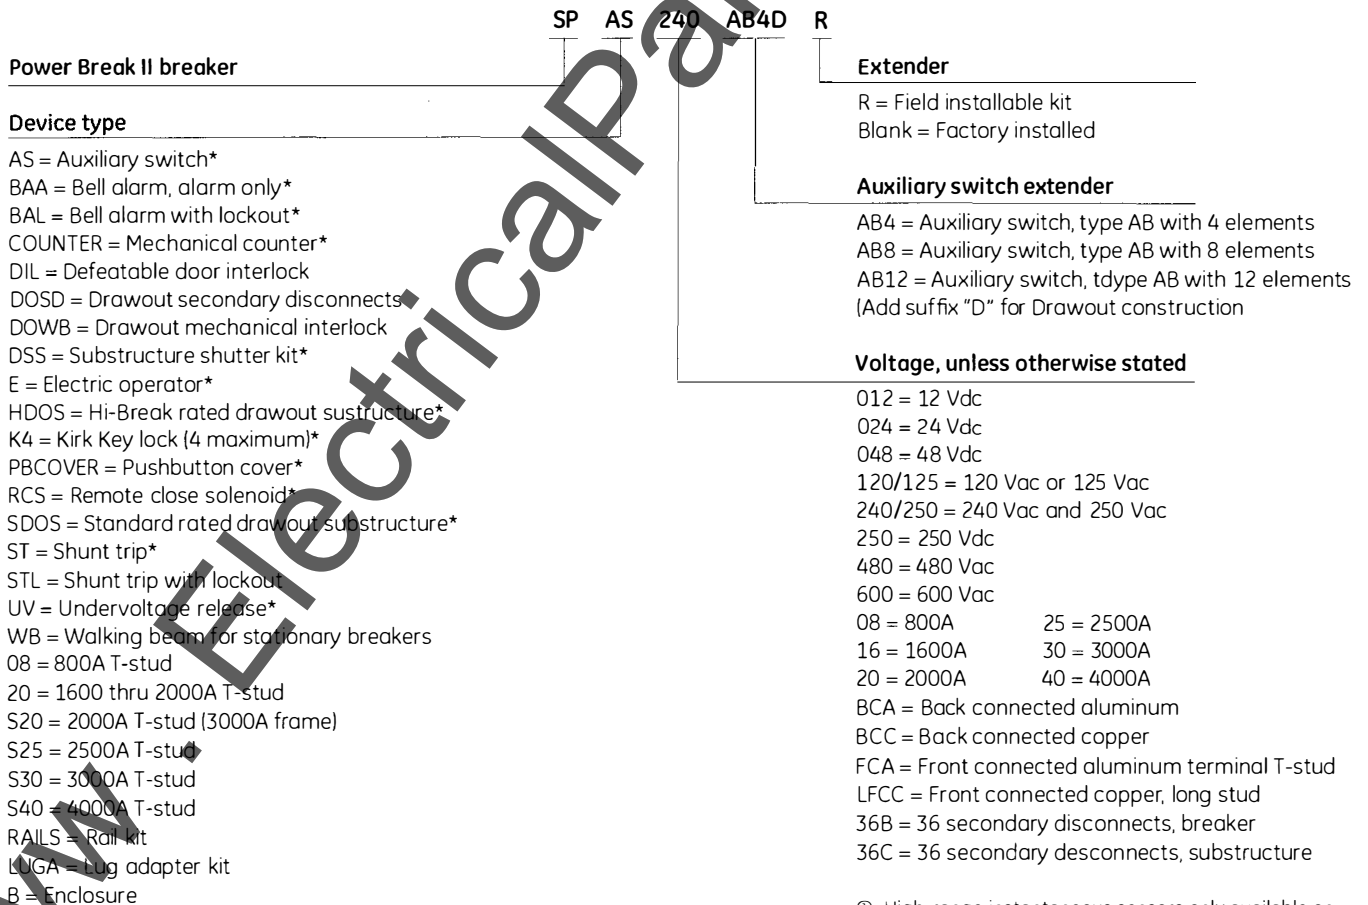 SP AS 240 AB4D R
Power Break II breaker
Device type
AS = Auxiliary switch*
BAA = Bell alarm, alarm only*
BAL = Bell alarm with lockout*
COUNTER = Mechanical counter*
DIL = Defeatable door interlock
DOSD = Drawout secondary disconnects
DOWB = Drawout mechanical interlock
DSS = Substructure shutter kit*
E = Electric operator*
HDOS = Hi-Break rated drawout sustructure*
K4 = Kirk Key lock (4 maximum)*
PBCOVER = Pushbutton cover*
RCS = Remote close solenoid*
SDOS = Standard rated drawout substructure*
ST = Shunt trip*
STL = Shunt trip with lockout
UV = Undervoltage release*
WB = Walking beam for stationary breakers
08 = 800A T-stud
20 = 1600 thru 2000A T-stud
S20 = 2000A T-stud (3000A frame)
S25 = 2500A T-stud
S30 = 3000A T-stud
S40 = 4000A T-stud
RAILS = Rail kit
LUGA = Lug adapter kit
B = Enclosure
Extender
R = Field installable kit
Blank = Factory installed
Auxiliary switch extender
AB4 = Auxiliary switch, type AB with 4 elements
AB8 = Auxiliary switch, type AB with 8 elements
AB12 = Auxiliary switch, tdype AB with 12 elements
(Add suffix "D" for Drawout construction
Voltage, unless otherwise stated
012 = 12 Vdc
024 = 24 Vdc
048 = 48 Vdc
120/125 = 120 Vac or 125 Vac
240/250 = 240 Vac and 250 Vac
250 = 250 Vdc
480 = 480 Vac
600 = 600 Vac
08 = 800A 25 = 2500A
16 = 1600A 30 = 3000A
20 = 2000A 40 = 4000A
BCA = Back connected aluminum
BCC = Back connected copper
FCA = Front connected aluminum terminal T-stud
LFCC = Front connected copper, long stud
36B = 36 secondary disconnects, breaker
36C = 36 secondary desconnects, substructure
w . ElectricalPa